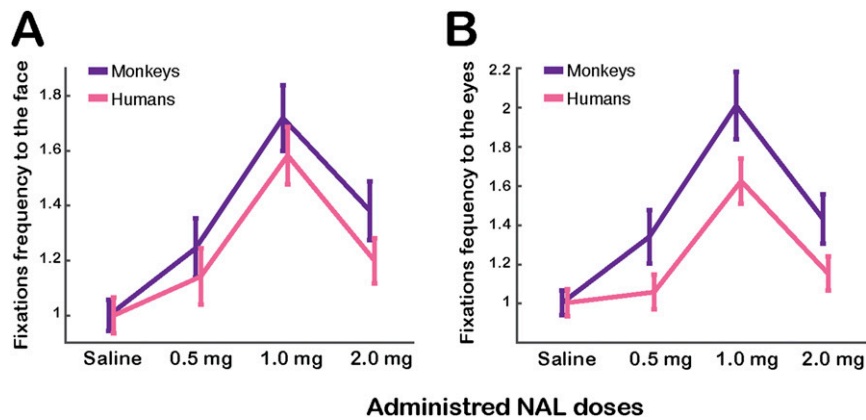 A
Fixations frequency to the face
Monkeys
Humans
1.8
1.6
1.4
1.2
1
Saline
0.5 mg
1.0 mg
2.0 mg
B
Fixations fequency to the eyes
Monkeys
Humans
2.2
2
1.8
1.6
1.4
1.2
1
Saline
0.5 mg
1.0 mg
2.0 mg
Administred NAL doses